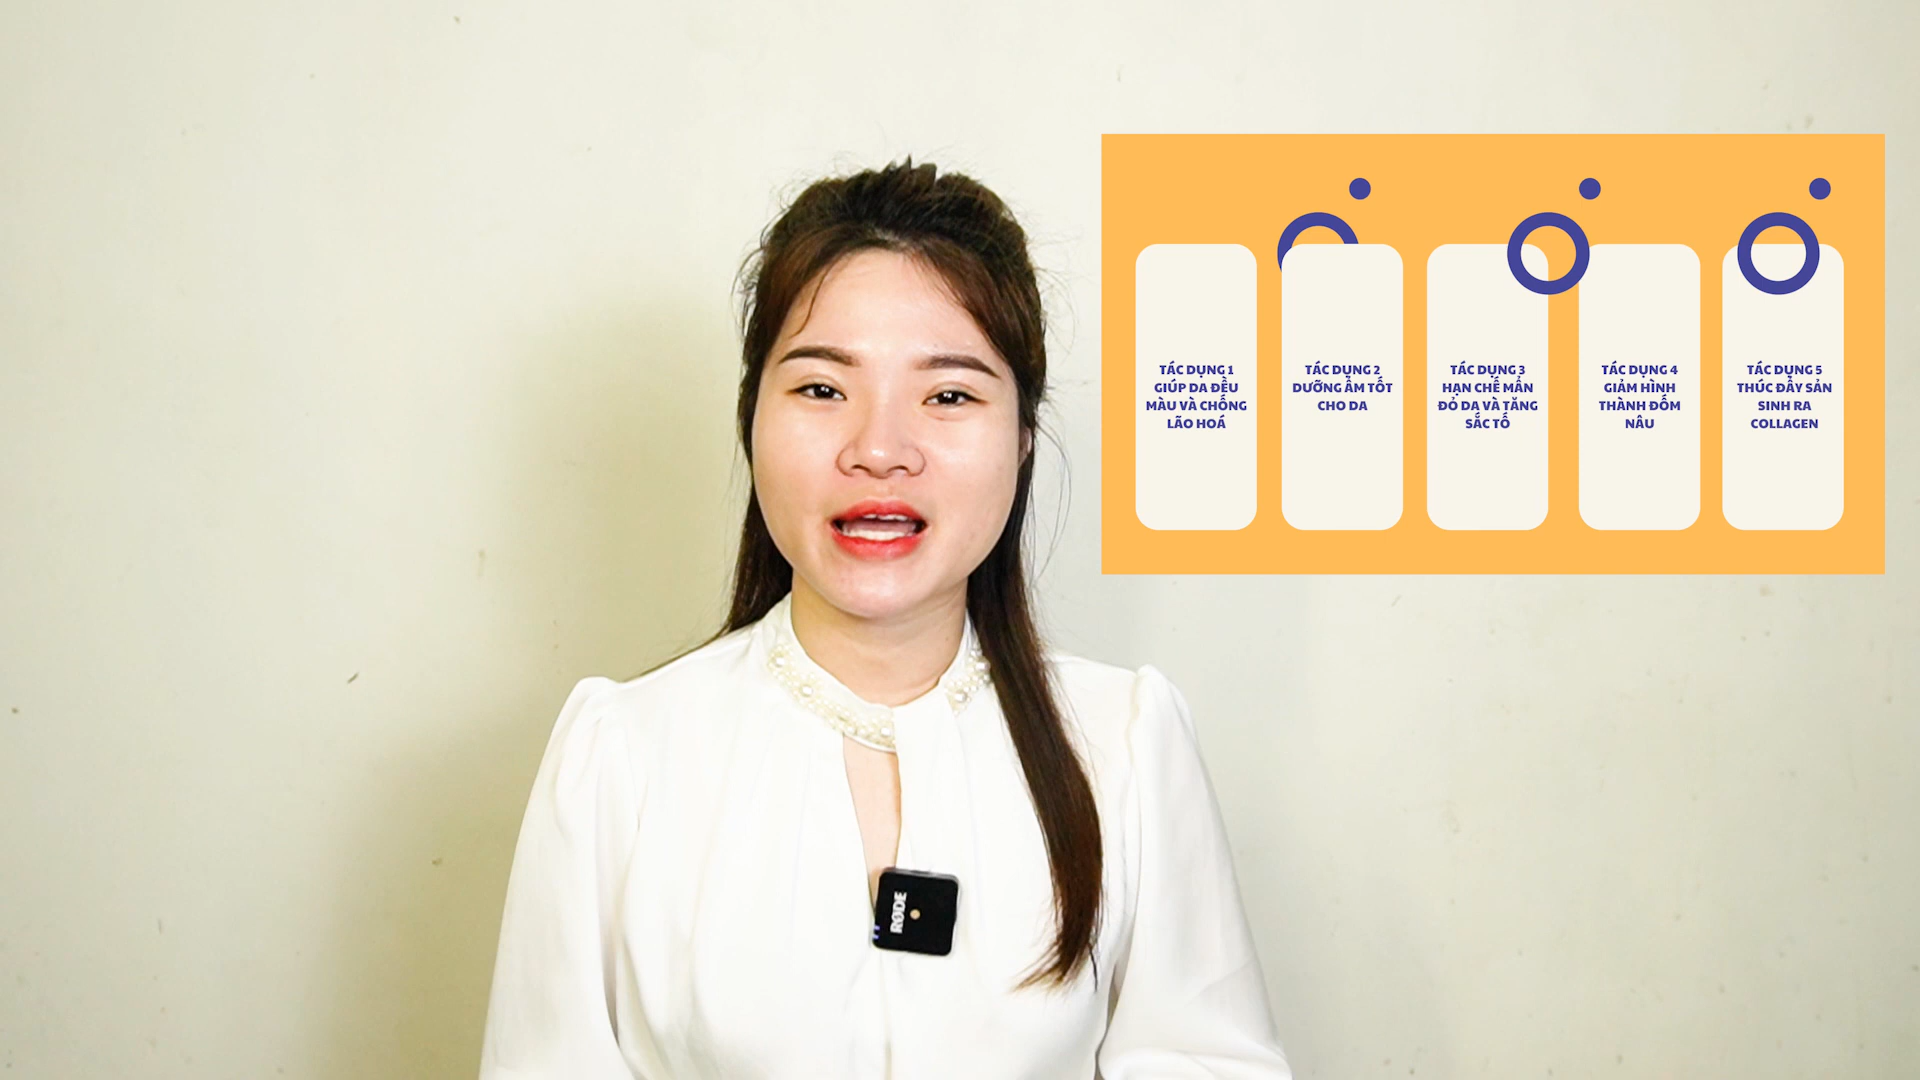 TÁC DỤNG 1
GIÚP DA ĐỀU
MÀU VÀ CHỐNG
LÃO HOÁ
TÁC DỤNG 2
DƯỠNG ẨM TỐT
CHO DA
TÁC DỤNG 3
HẠN CHẾ MẨN
ĐỎ DA VÀ TĂNG
SẮC TỐ
TÁC DỤNG 4
GIẢM HÌNH
THÀNH ĐỐM
NÂU
TÁC DỤNG 5
THÚC ĐẨY SẢN
SINH RA
COLLAGEN
RØDE